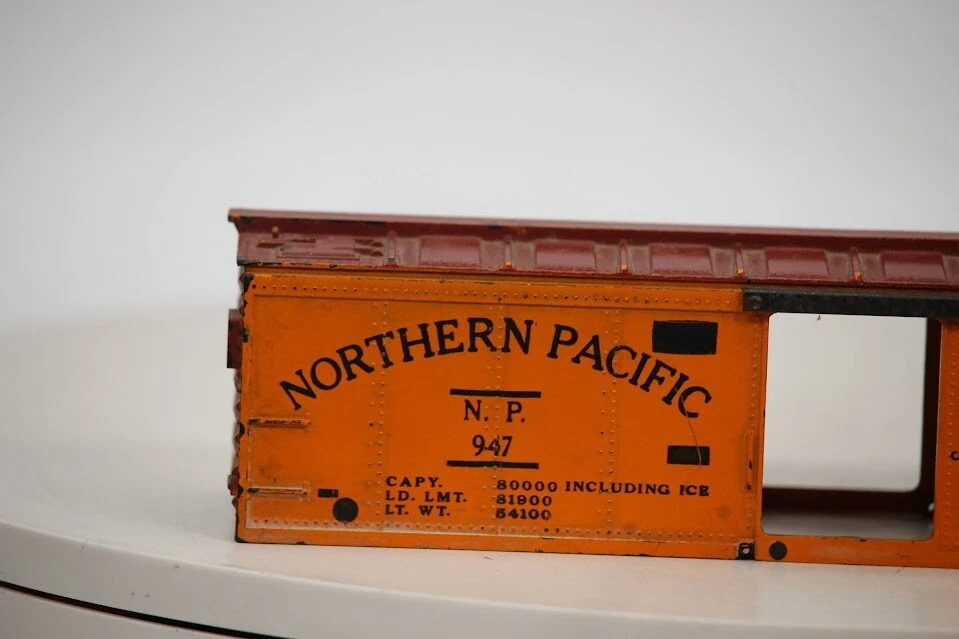 NORTHERN PACIFIC
N. P.
947
CAPY. 80000 INCLUDING ICE
LD. LMT. 81900
LT. WT. 54100